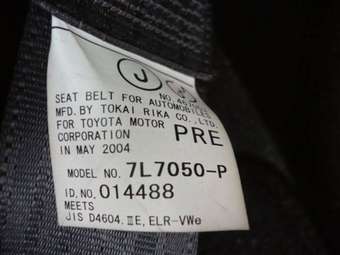 J
SEAT BELT FOR AUTOMOBILES
MFD. BY TOKAI RIKA CO., LTD.
FOR TOYOTA MOTOR
CORPORATION PRE
IN MAY 2004
MODEL NO. 7L7050-P
ID.NO. 014488
MEETS
JIS D4604. ⅢE, ELR-VWe